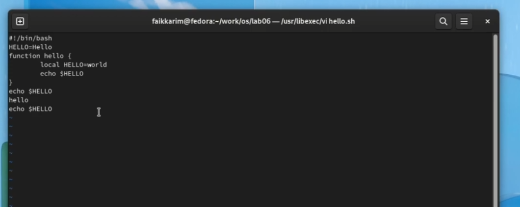 faikkarim@fedora:~/work/os/lab06 — /usr/libexec/vi hello.sh
#!/bin/bash
HELLO=Hello
function hello {
        local HELLO=world
        echo $HELLO
}
echo $HELLO
hello
echo $HELLO
~
~
~
~
~
~
~
~
~